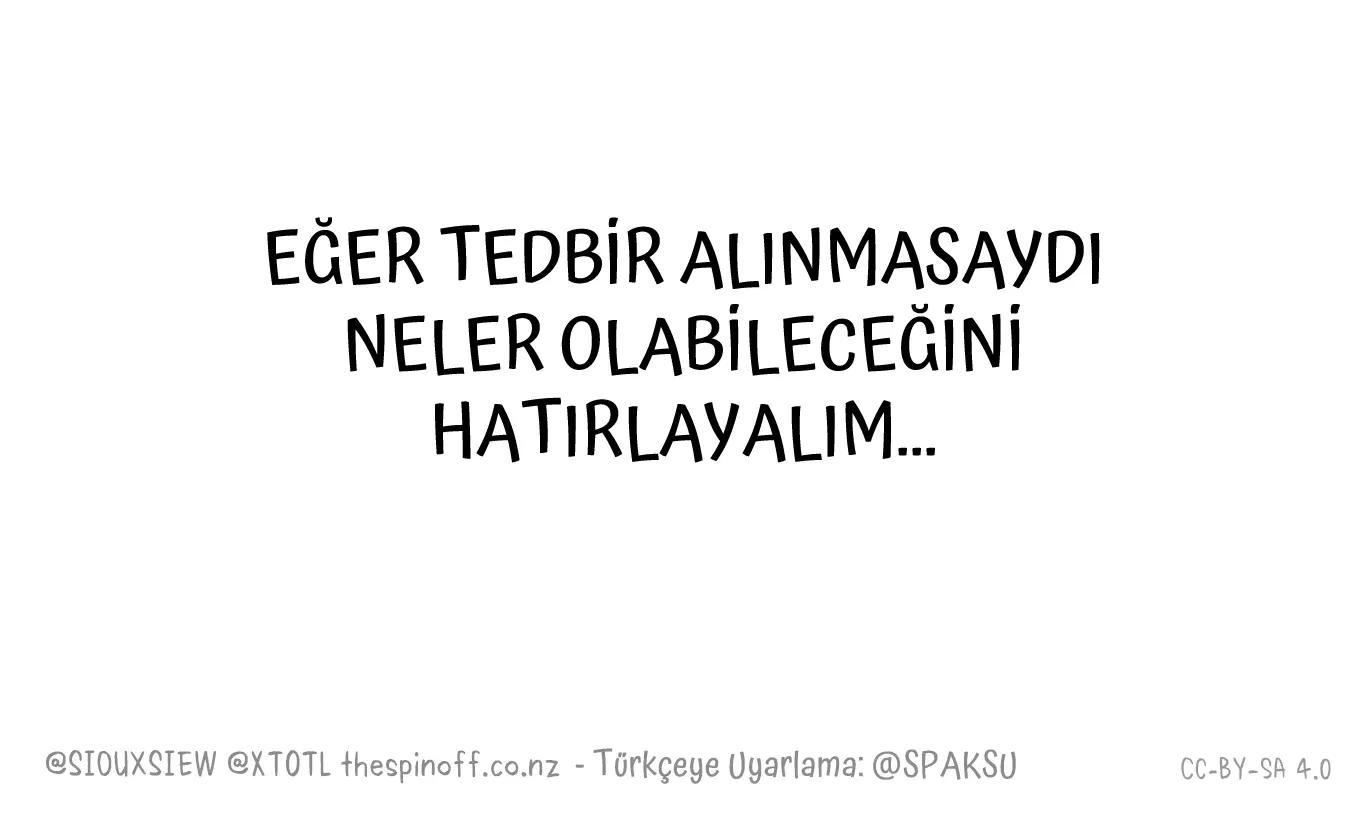 EĞER TEDBİR ALINMASAYDI
NELER OLABİLECEĞİNİ
HATIRLAYALIM...
@SIOUXSIEW @XTOTL thespinoff.co.nz - Türkçeye Uyarlama: @SPAKSU
CC-BY-SA 4.0